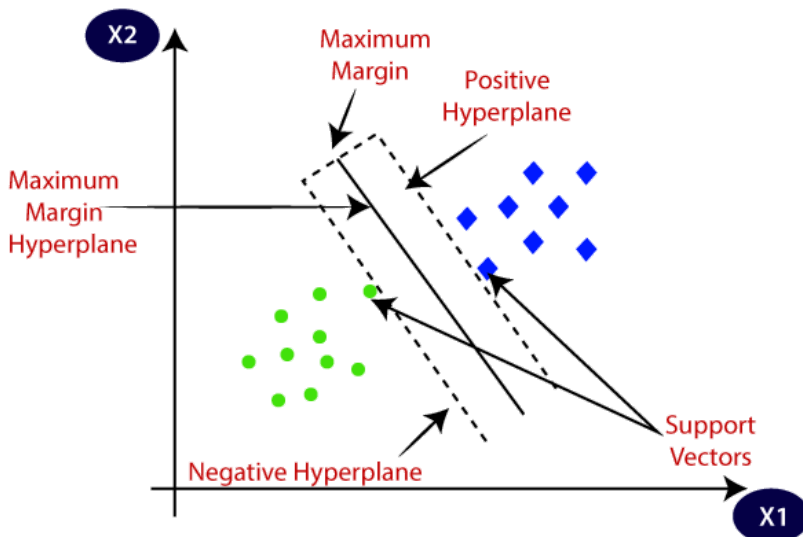 X2
Maximum
Margin
Positive
Hyperplane
Maximum
Margin
Hyperplane
Support
Vectors
Negative Hyperplane
X1